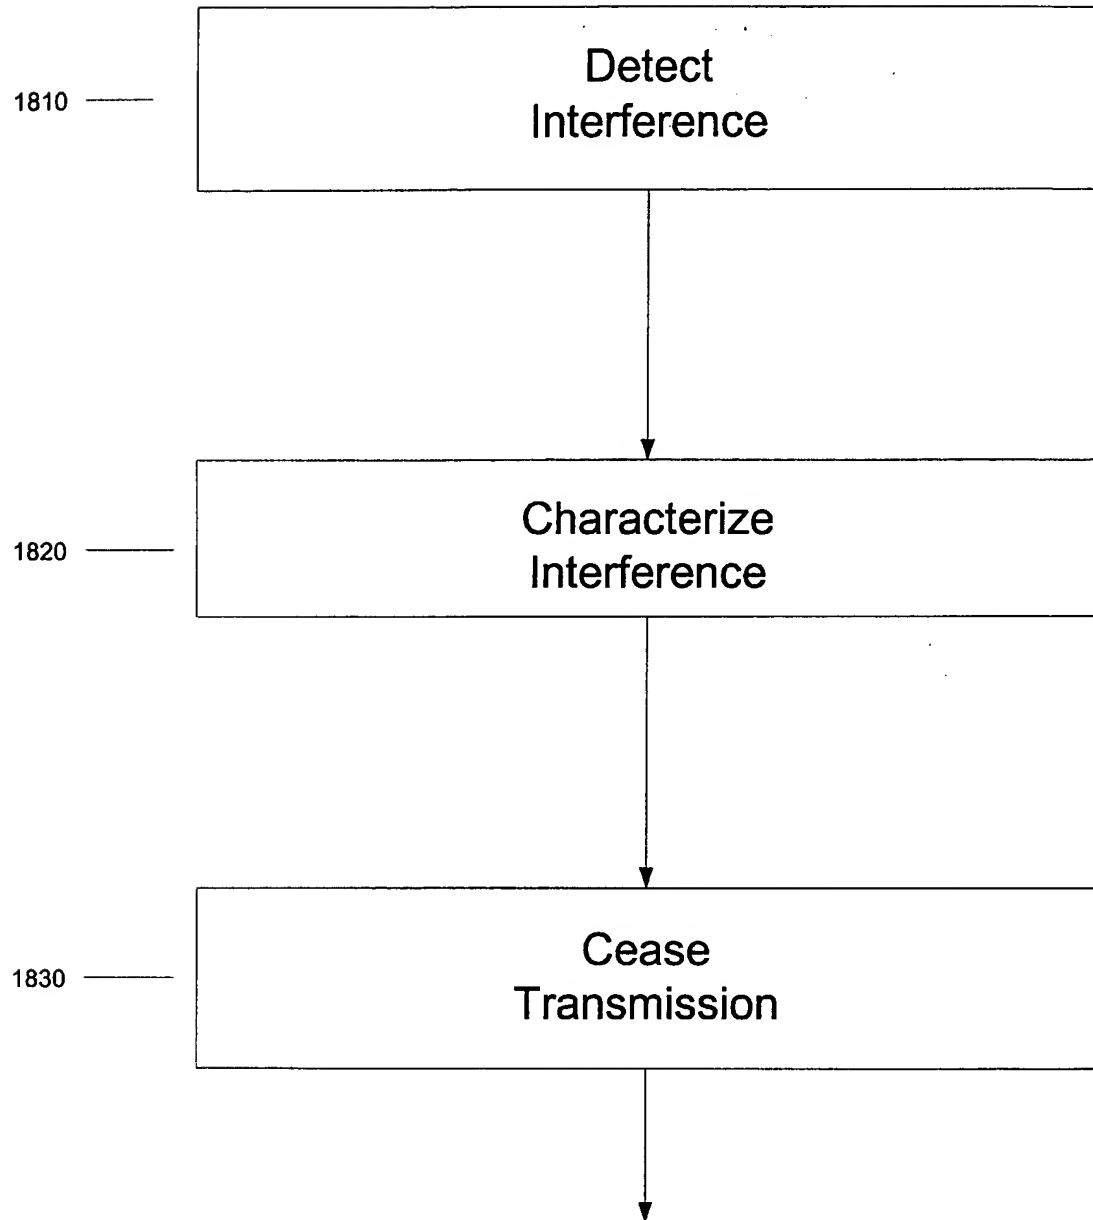 Detect
1810
Interference
Characterize
1820
Interference
Cease
1830
Transmission